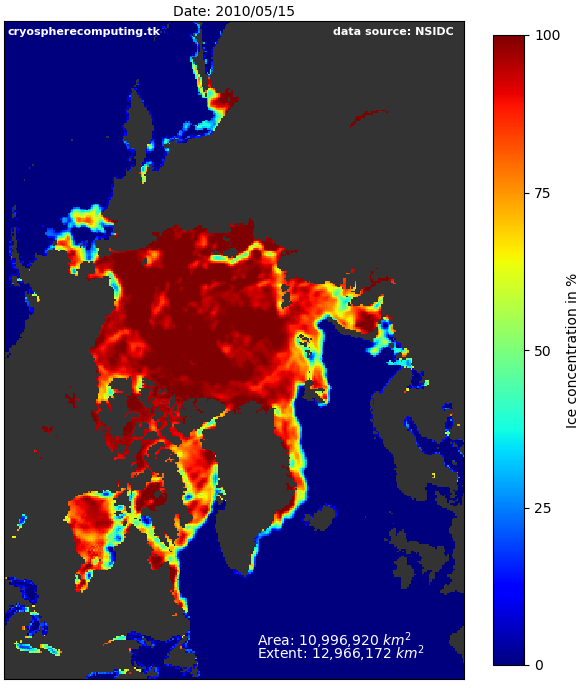 Date: 2010/05/15
cryospherecomputing.tk
data source: NSIDC
100
75
50
25
0
Ice concentration in %
Area: 10,996,920 km²
Extent: 12,966,172 km²